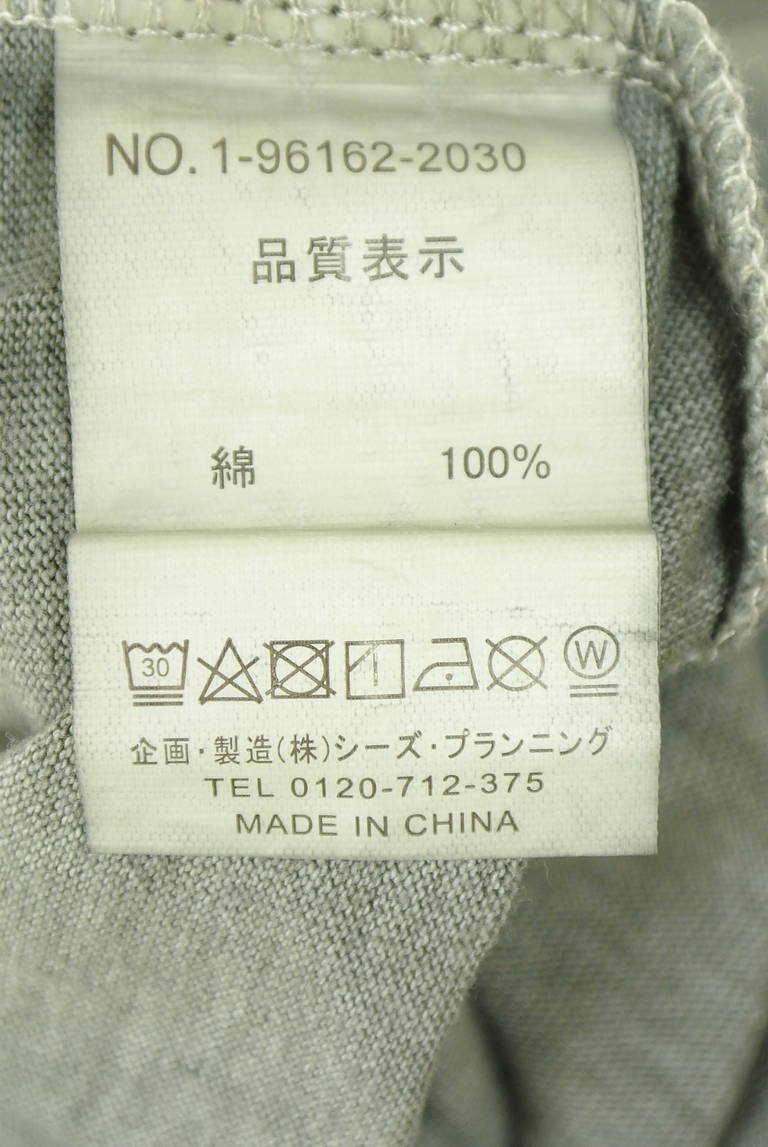 NO. 1-96162-2030
品質表示
綿 100%
30 W
企画・製造(株)シーズ・プランニング
TEL 0120-712-375
MADE IN CHINA